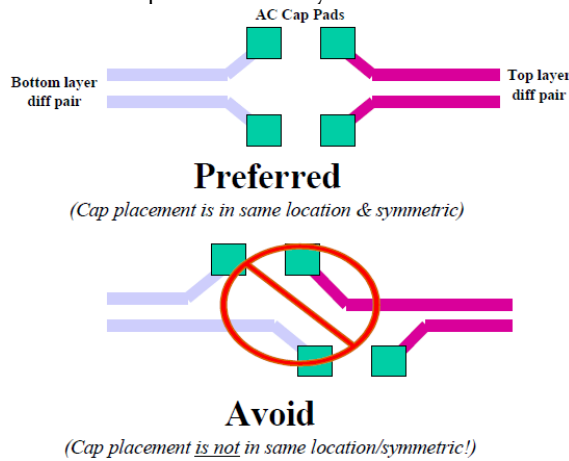 AC Cap Pads
Bottom layer
diff pair
Top layer
diff pair
Preferred
(Cap placement is in same location & symmetric)
Avoid
(Cap placement is not in same location/symmetric!)